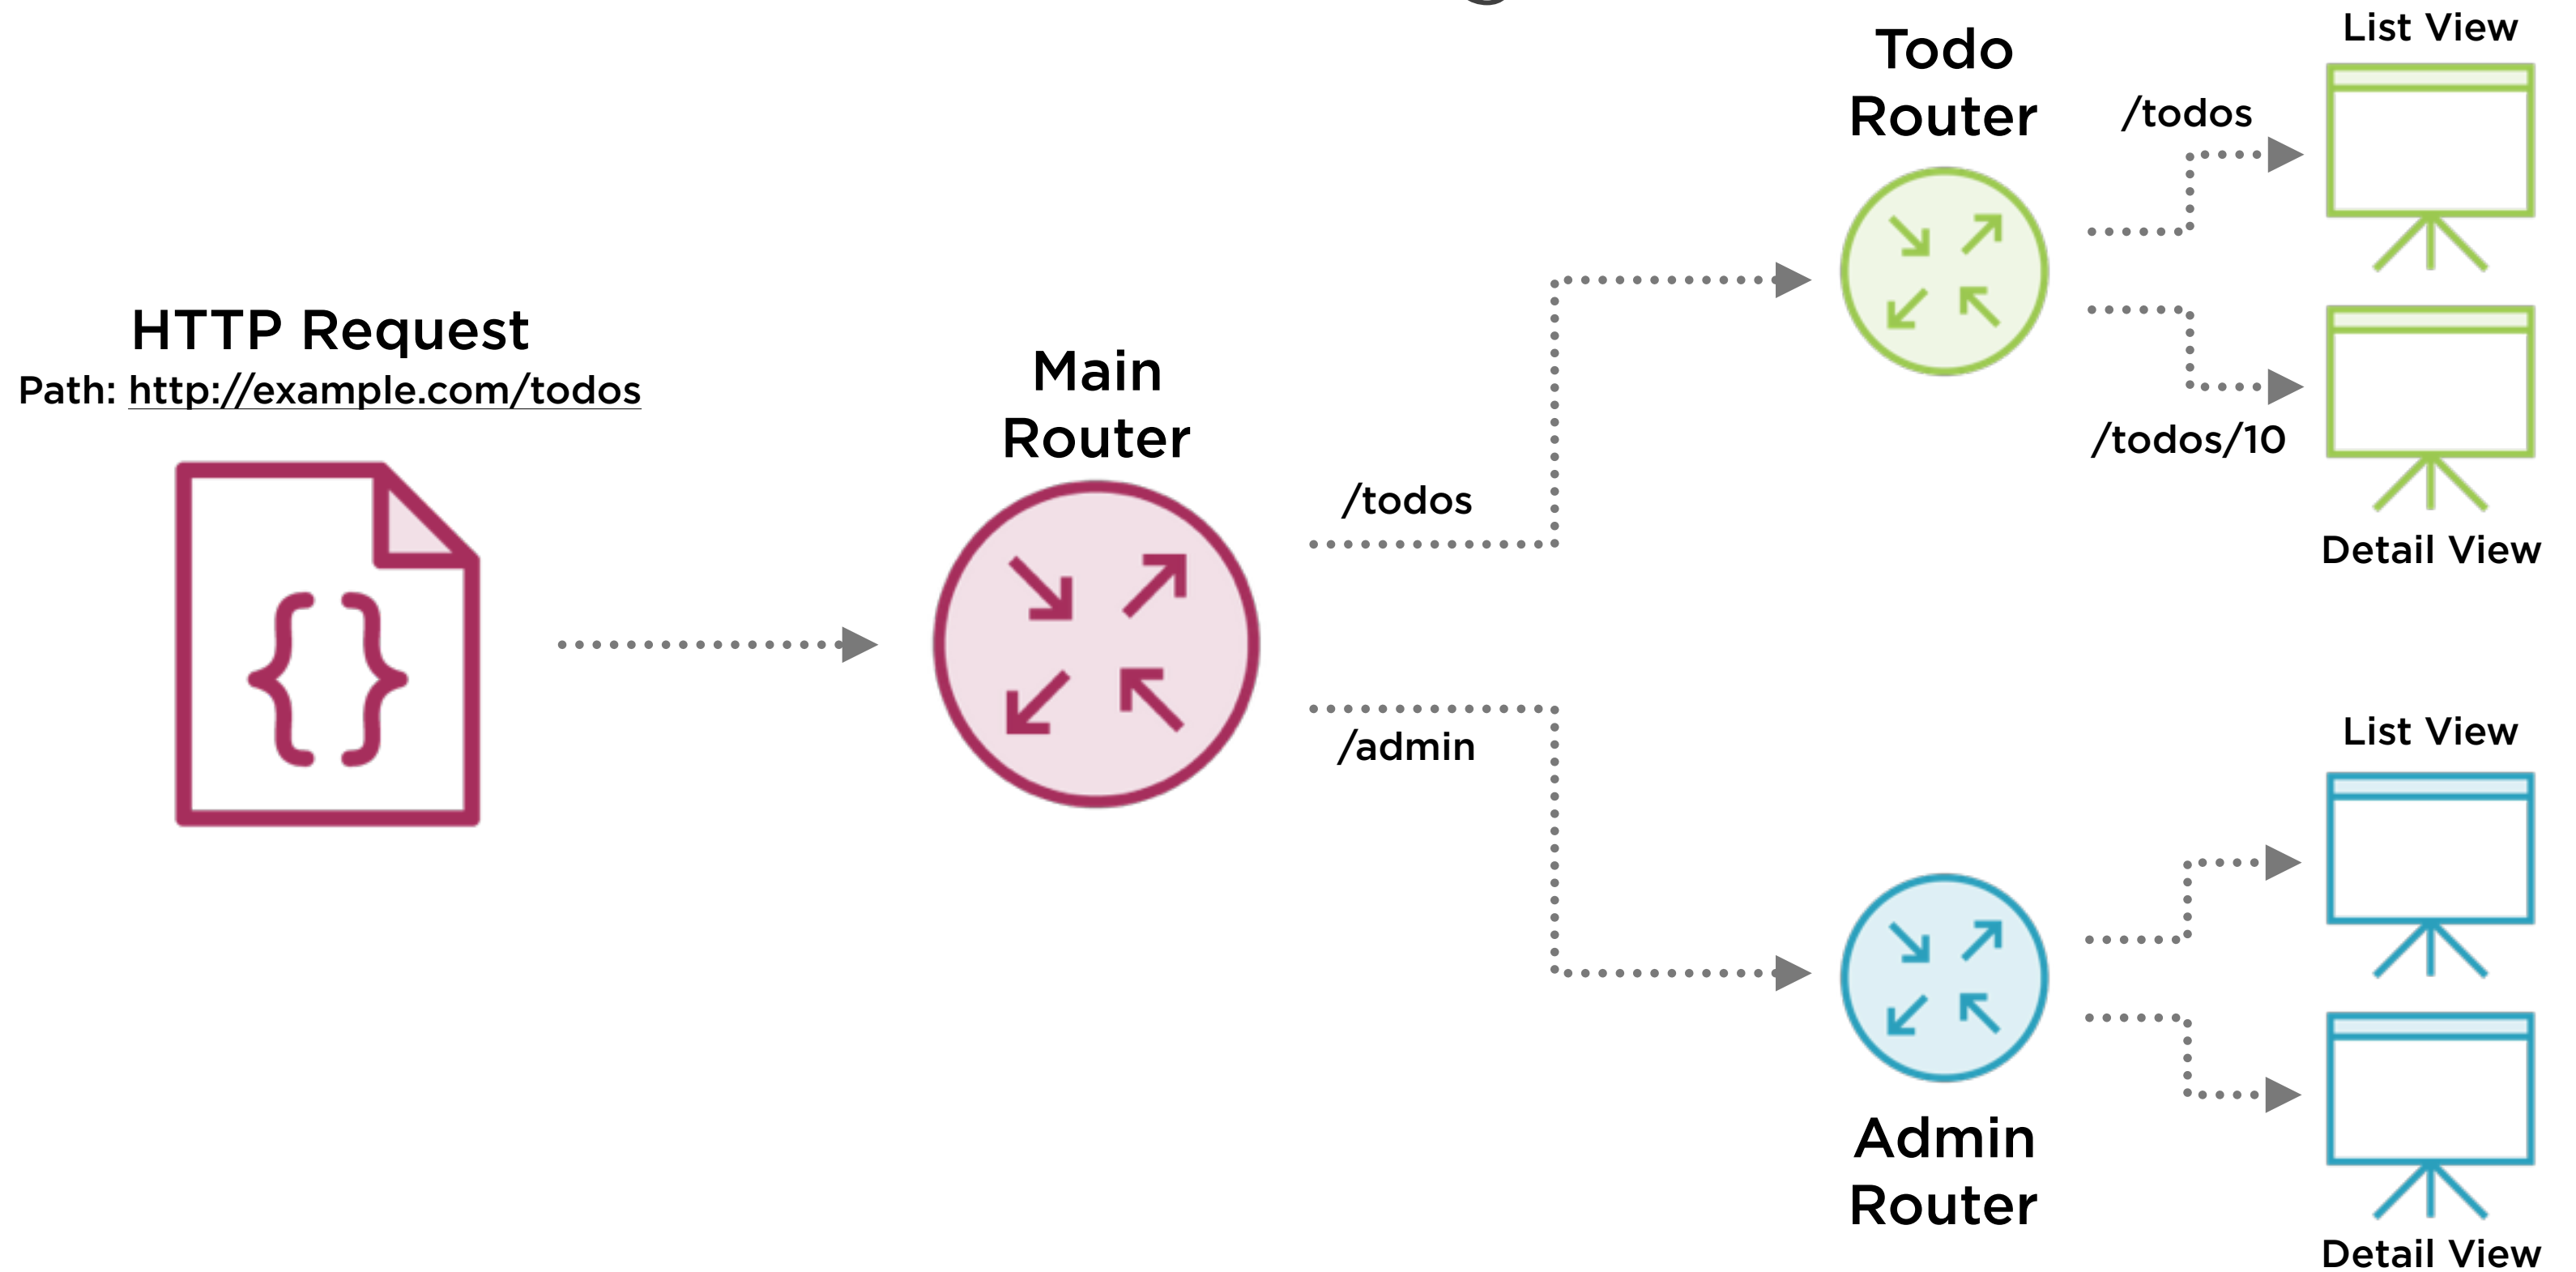 HTTP Request
Path: http://example.com/todos
Main
Router
/todos
/admin
Todo
Router
/todos
/todos/10
List View
Detail View
Admin
Router
List View
Detail View